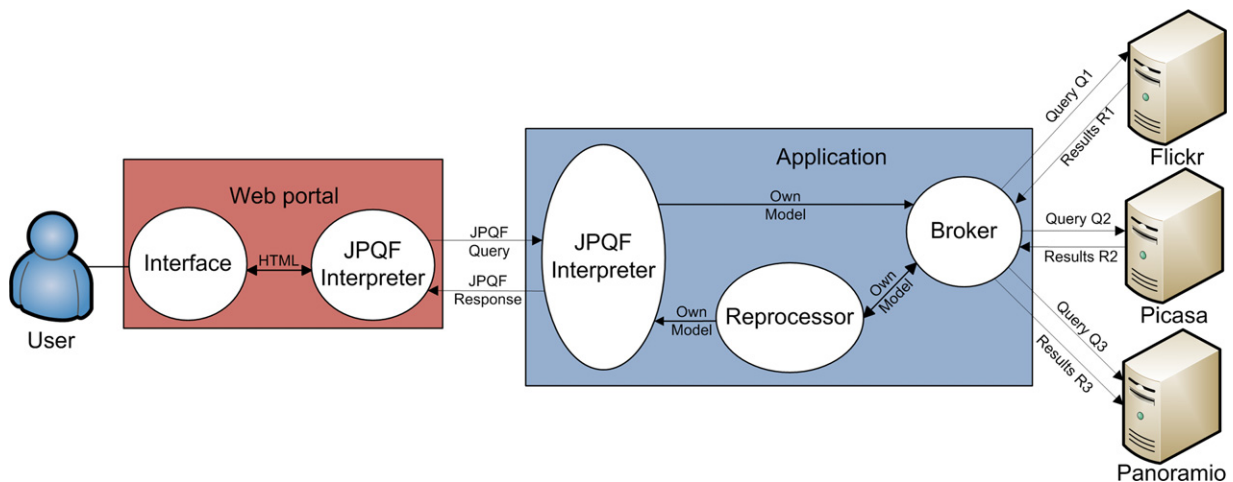 Web portal
Interface
HTML
JPQF
Interpreter
User
JPQF
Query
JPQF
Response
Application
JPQF
Interpreter
Own
Model
Own
Model
Reprocessor
Own
Model
Broker
Query Q1
Results R1
Flickr
Query Q2
Results R2
Picasa
Query Q3
Results R3
Panoramio